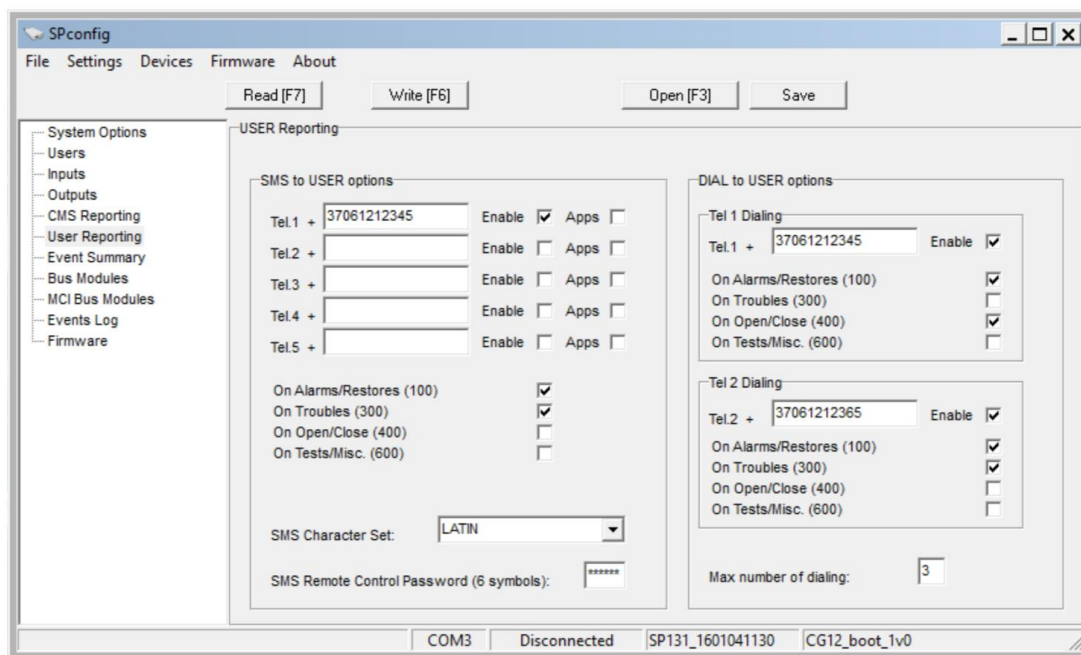 SPconfig
File Settings Devices Firmware About
Read [F7] Write [F6] Open [F3] Save
System Options
Users
Inputs
Outputs
CMS Reporting
User Reporting
Event Summary
Bus Modules
MCI Bus Modules
Events Log
Firmware
USER Reporting
SMS to USER options
Tel.1 + 37061212345 Enable Apps
Tel.2 + Enable Apps
Tel.3 + Enable Apps
Tel.4 + Enable Apps
Tel.5 + Enable Apps
On Alarms/Restores (100)
On Troubles (300)
On Open/Close (400)
On Tests/Misc. (600)
SMS Character Set: LATIN
SMS Remote Control Password (6 symbols): ******
DIAL to USER options
Tel 1 Dialing
Tel.1 + 37061212345 Enable
On Alarms/Restores (100)
On Troubles (300)
On Open/Close (400)
On Tests/Misc. (600)
Tel 2 Dialing
Tel.2 + 37061212365 Enable
On Alarms/Restores (100)
On Troubles (300)
On Open/Close (400)
On Tests/Misc. (600)
Max number of dialing: 3
COM3 Disconnected SP131_1601041130 CG12_boot_1v0